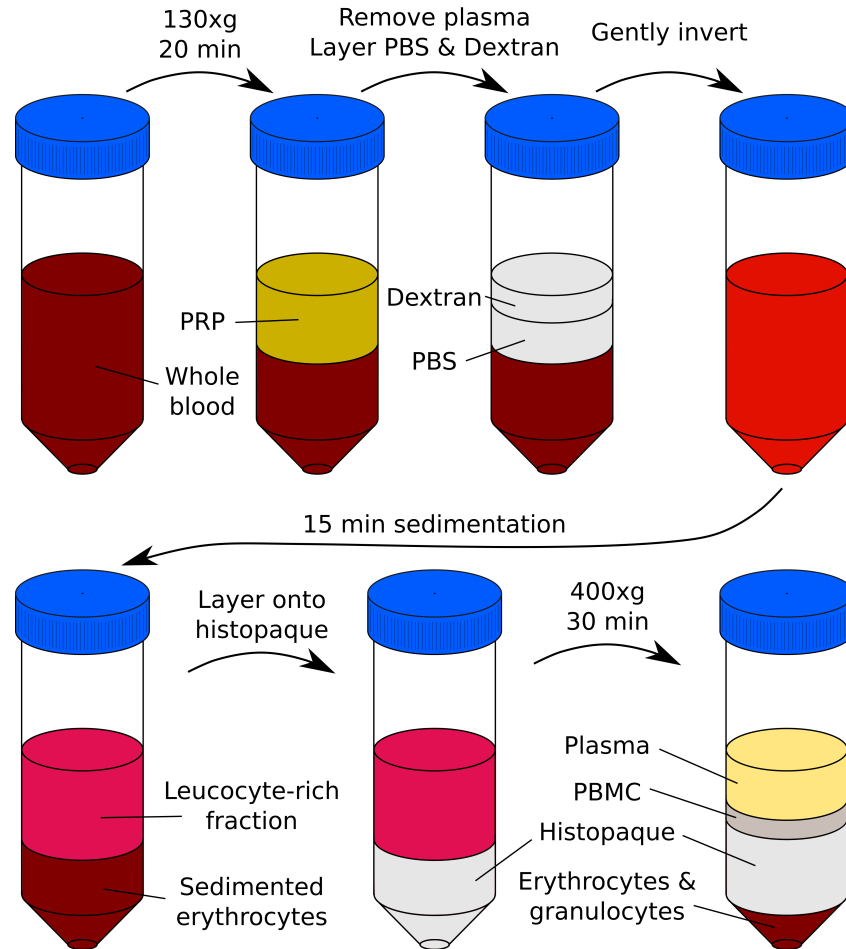 130xg
20 min
Remove plasma
Layer PBS & Dextran
Gently invert
PRP
Whole
blood
Dextran
PBS
15 min sedimentation
Layer onto
histopaque
400xg
30 min
Leucocyte-rich
fraction
Sedimented
erythrocytes
Plasma
PBMC
Histopaque
Erythrocytes &
granulocytes